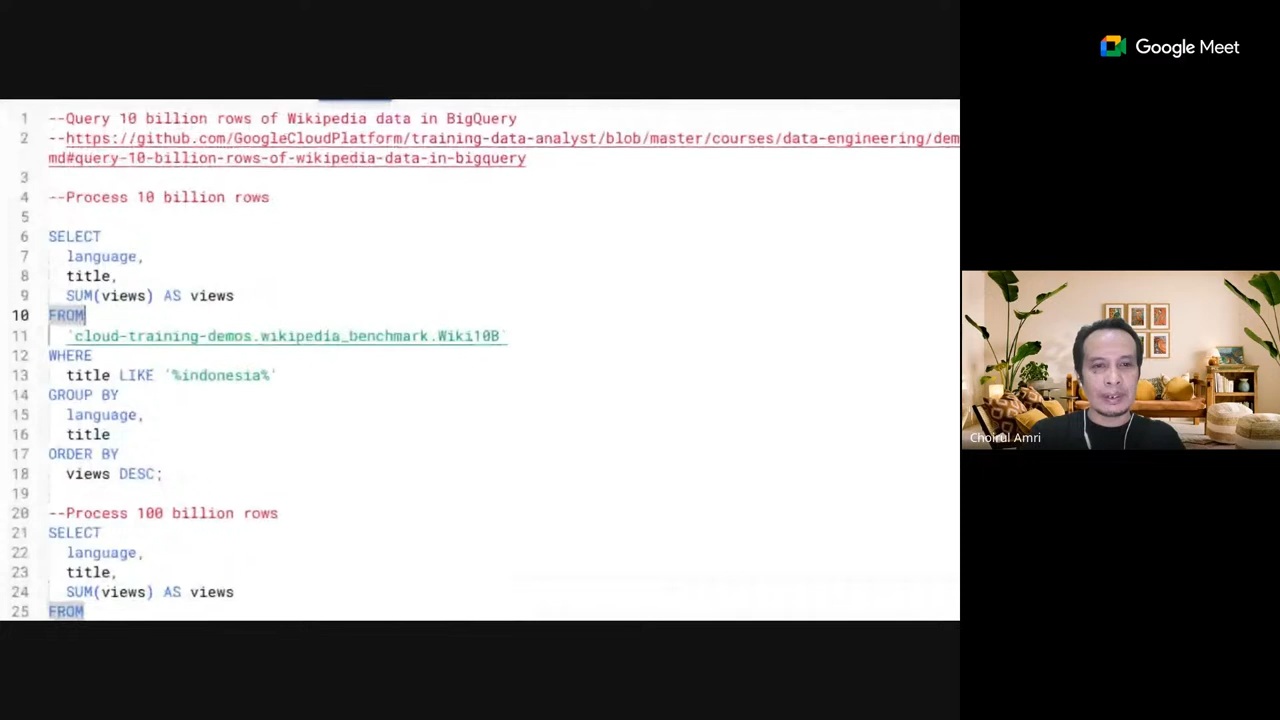 Google Meet
1 --Query 10 billion rows of Wikipedia data in BigQuery
2 --https://github.com/GoogleCloudPlatform/training-data-analyst/blob/master/courses/data-engineering/dem
md#query-10-billion-rows-of-wikipedia-data-in-bigquery
3
4 --Process 10 billion rows
5
6 SELECT
7 language,
8 title,
9 SUM(views) AS views
10 FROM
11 `cloud-training-demos.wikipedia_benchmark.Wiki10B`
12 WHERE
13 title LIKE '%indonesia%'
14 GROUP BY
15 language,
16 title
17 ORDER BY
18 views DESC;
19
20 --Process 100 billion rows
21 SELECT
22 language,
23 title,
24 SUM(views) AS views
25 FROM
Choirul Amri